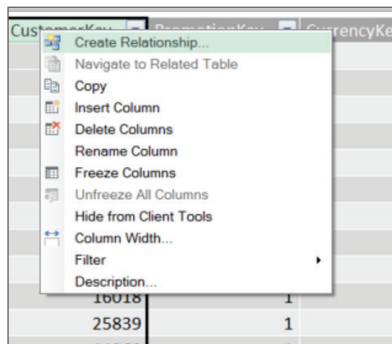 CustomerKey PromotionKey CurrencyKe
Create Relationship...
Navigate to Related Table
Copy
Insert Column
Delete Columns
Rename Column
Freeze Columns
Unfreeze All Columns
Hide from Client Tools
Column Width...
Filter
Description...
16018 1
25839 1